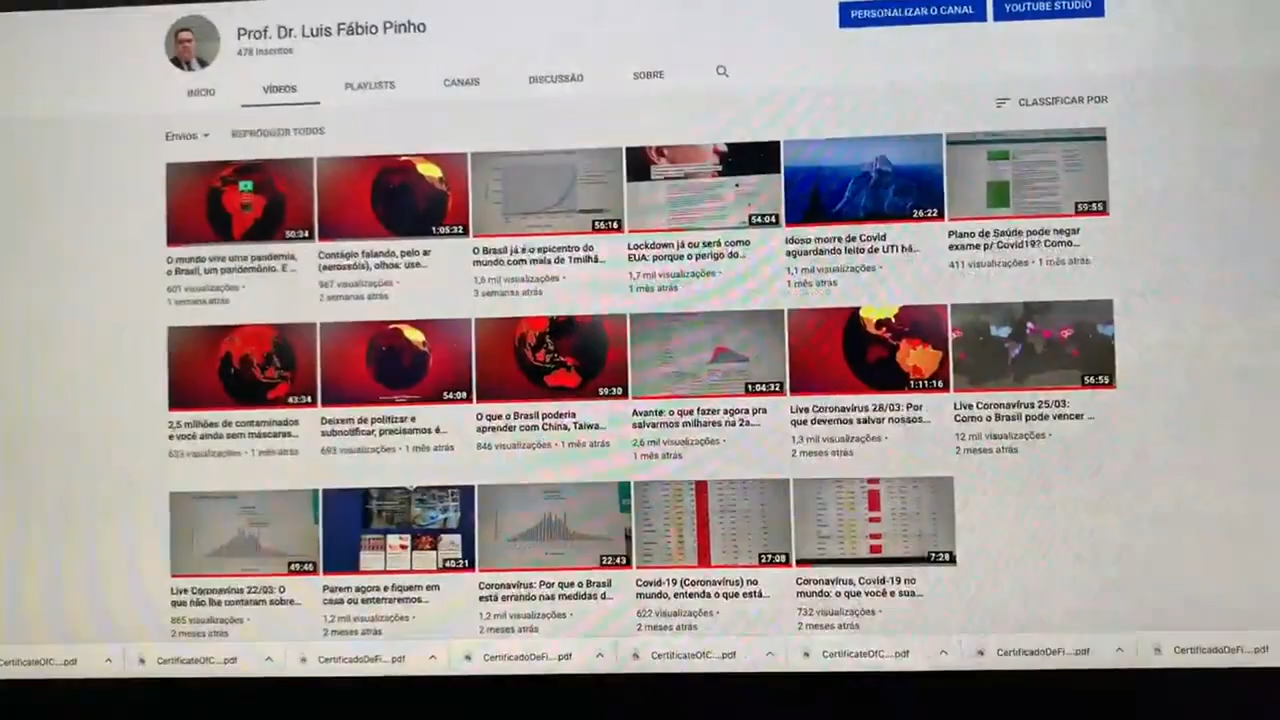 Prof. Dr. Luis Fábio Pinho
478 inscritos
PERSONALIZAR O CANAL
YOUTUBE STUDIO
INÍCIO
VÍDEOS
PLAYLISTS
CANAIS
DISCUSSÃO
SOBRE
Envios
REPRODUZIR TODOS
CLASSIFICAR POR
50:34
1:05:32
56:16
54:04
26:22
59:55
O mundo vive uma pandemia,
o Brasil, um pandemônio. E ...
601 visualizações •
1 semana atrás
Contágio falando, pelo ar
(aerossóis), olhos: use...
987 visualizações •
2 semanas atrás
O Brasil já é o epicentro do
mundo com mais de 1milhã...
1,6 mil visualizações •
3 semanas atrás
Lockdown já ou será como
EUA: porque o perigo do...
1,7 mil visualizações •
1 mês atrás
Idoso morre de Covid
aguardando leito de UTI há...
1,1 mil visualizações •
1 mês atrás
Plano de Saúde pode negar
exame p/ Covid19? Como...
411 visualizações • 1 mês atrás
43:34
54:08
59:30
1:04:32
1:11:16
56:55
2,5 milhões de contaminados
e você ainda sem máscaras...
visualizações • 1 mês atrás
Deixem de politizar e
subnotificar, precisamos é...
693 visualizações • 1 mês atrás
O que o Brasil poderia
aprender com China, Taiwa...
846 visualizações • 1 mês atrás
Avante: o que fazer agora pra
salvarmos milhares na 2a....
2,6 mil visualizações •
1 mês atrás
Live Coronavírus 28/03: Por
que devemos salvar nossos...
1,3 mil visualizações •
2 meses atrás
Live Coronavírus 25/03:
Como o Brasil pode vencer ...
12 mil visualizações •
2 meses atrás
49:46
40:21
22:43
27:08
7:28
Live Coronavírus 22/03: O
que não lhe contaram sobre...
865 visualizações •
2 meses atrás
Parem agora e fiquem em
casa ou enterraremos...
1,2 mil visualizações •
2 meses atrás
Coronavírus: Por que o Brasil
está errando nas medidas d...
1,2 mil visualizações •
2 meses atrás
Covid-19 (Coronavírus) no
mundo, entenda o que está...
622 visualizações •
2 meses atrás
Coronavírus, Covid-19 no
mundo: o que você e sua...
732 visualizações •
2 meses atrás
CertificateOfC....pdf
CertificateOfC....pdf
CertificadoDeFi....pdf
CertificadoDeFi....pdf
CertificateOfC....pdf
CertificateOfC....pdf
CertificadoDeFi....pdf
CertificadoDeFi....pdf